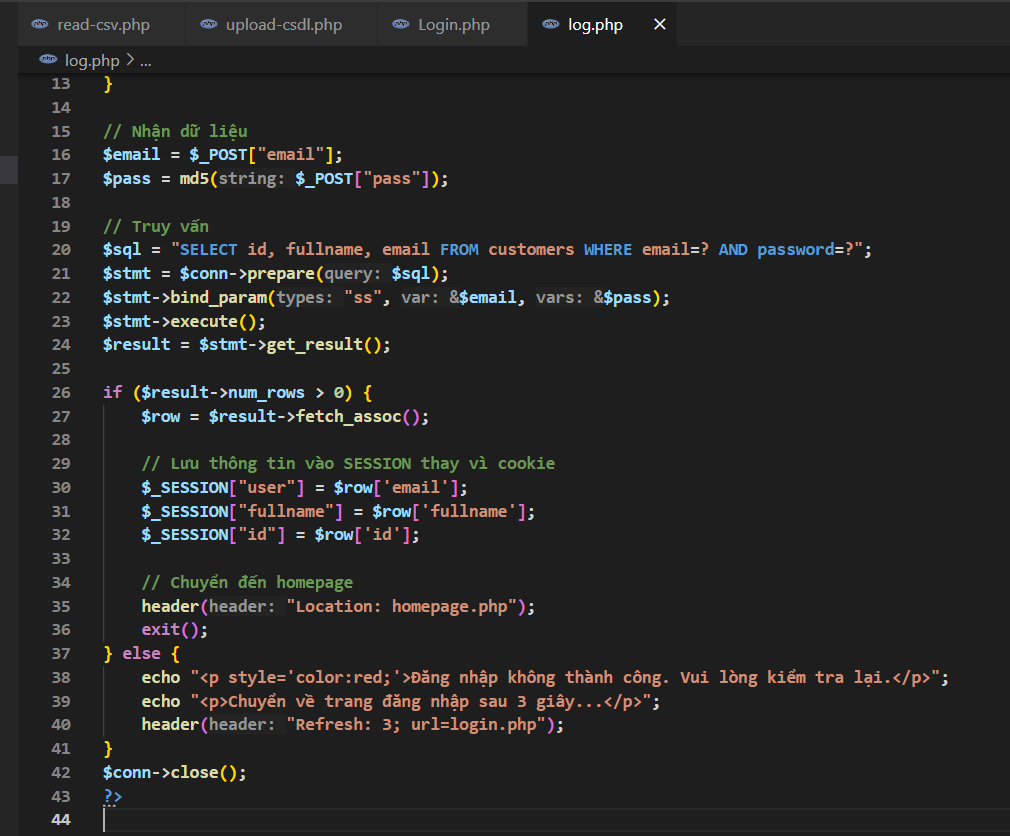 read-csv.php
upload-csdl.php
Login.php
log.php
log.php > ...
13 }
14
15 // Nhận dữ liệu
16 $email = $_POST["email"];
17 $pass = md5(string: $_POST["pass"]);
18
19 // Truy vấn
20 $sql = "SELECT id, fullname, email FROM customers WHERE email=? AND password=?";
21 $stmt = $conn->prepare(query: $sql);
22 $stmt->bind_param(types: "ss", var: &$email, vars: &$pass);
23 $stmt->execute();
24 $result = $stmt->get_result();
25
26 if ($result->num_rows > 0) {
27 $row = $result->fetch_assoc();
28
29 // Lưu thông tin vào SESSION thay vì cookie
30 $_SESSION["user"] = $row['email'];
31 $_SESSION["fullname"] = $row['fullname'];
32 $_SESSION["id"] = $row['id'];
33
34 // Chuyển đến homepage
35 header(header: "Location: homepage.php");
36 exit();
37 } else {
38 echo "<p style='color:red;'>Đăng nhập không thành công. Vui lòng kiểm tra lại.</p>";
39 echo "<p>Chuyển về trang đăng nhập sau 3 giây...</p>";
40 header(header: "Refresh: 3; url=login.php");
41 }
42 $conn->close();
43 ?>
44